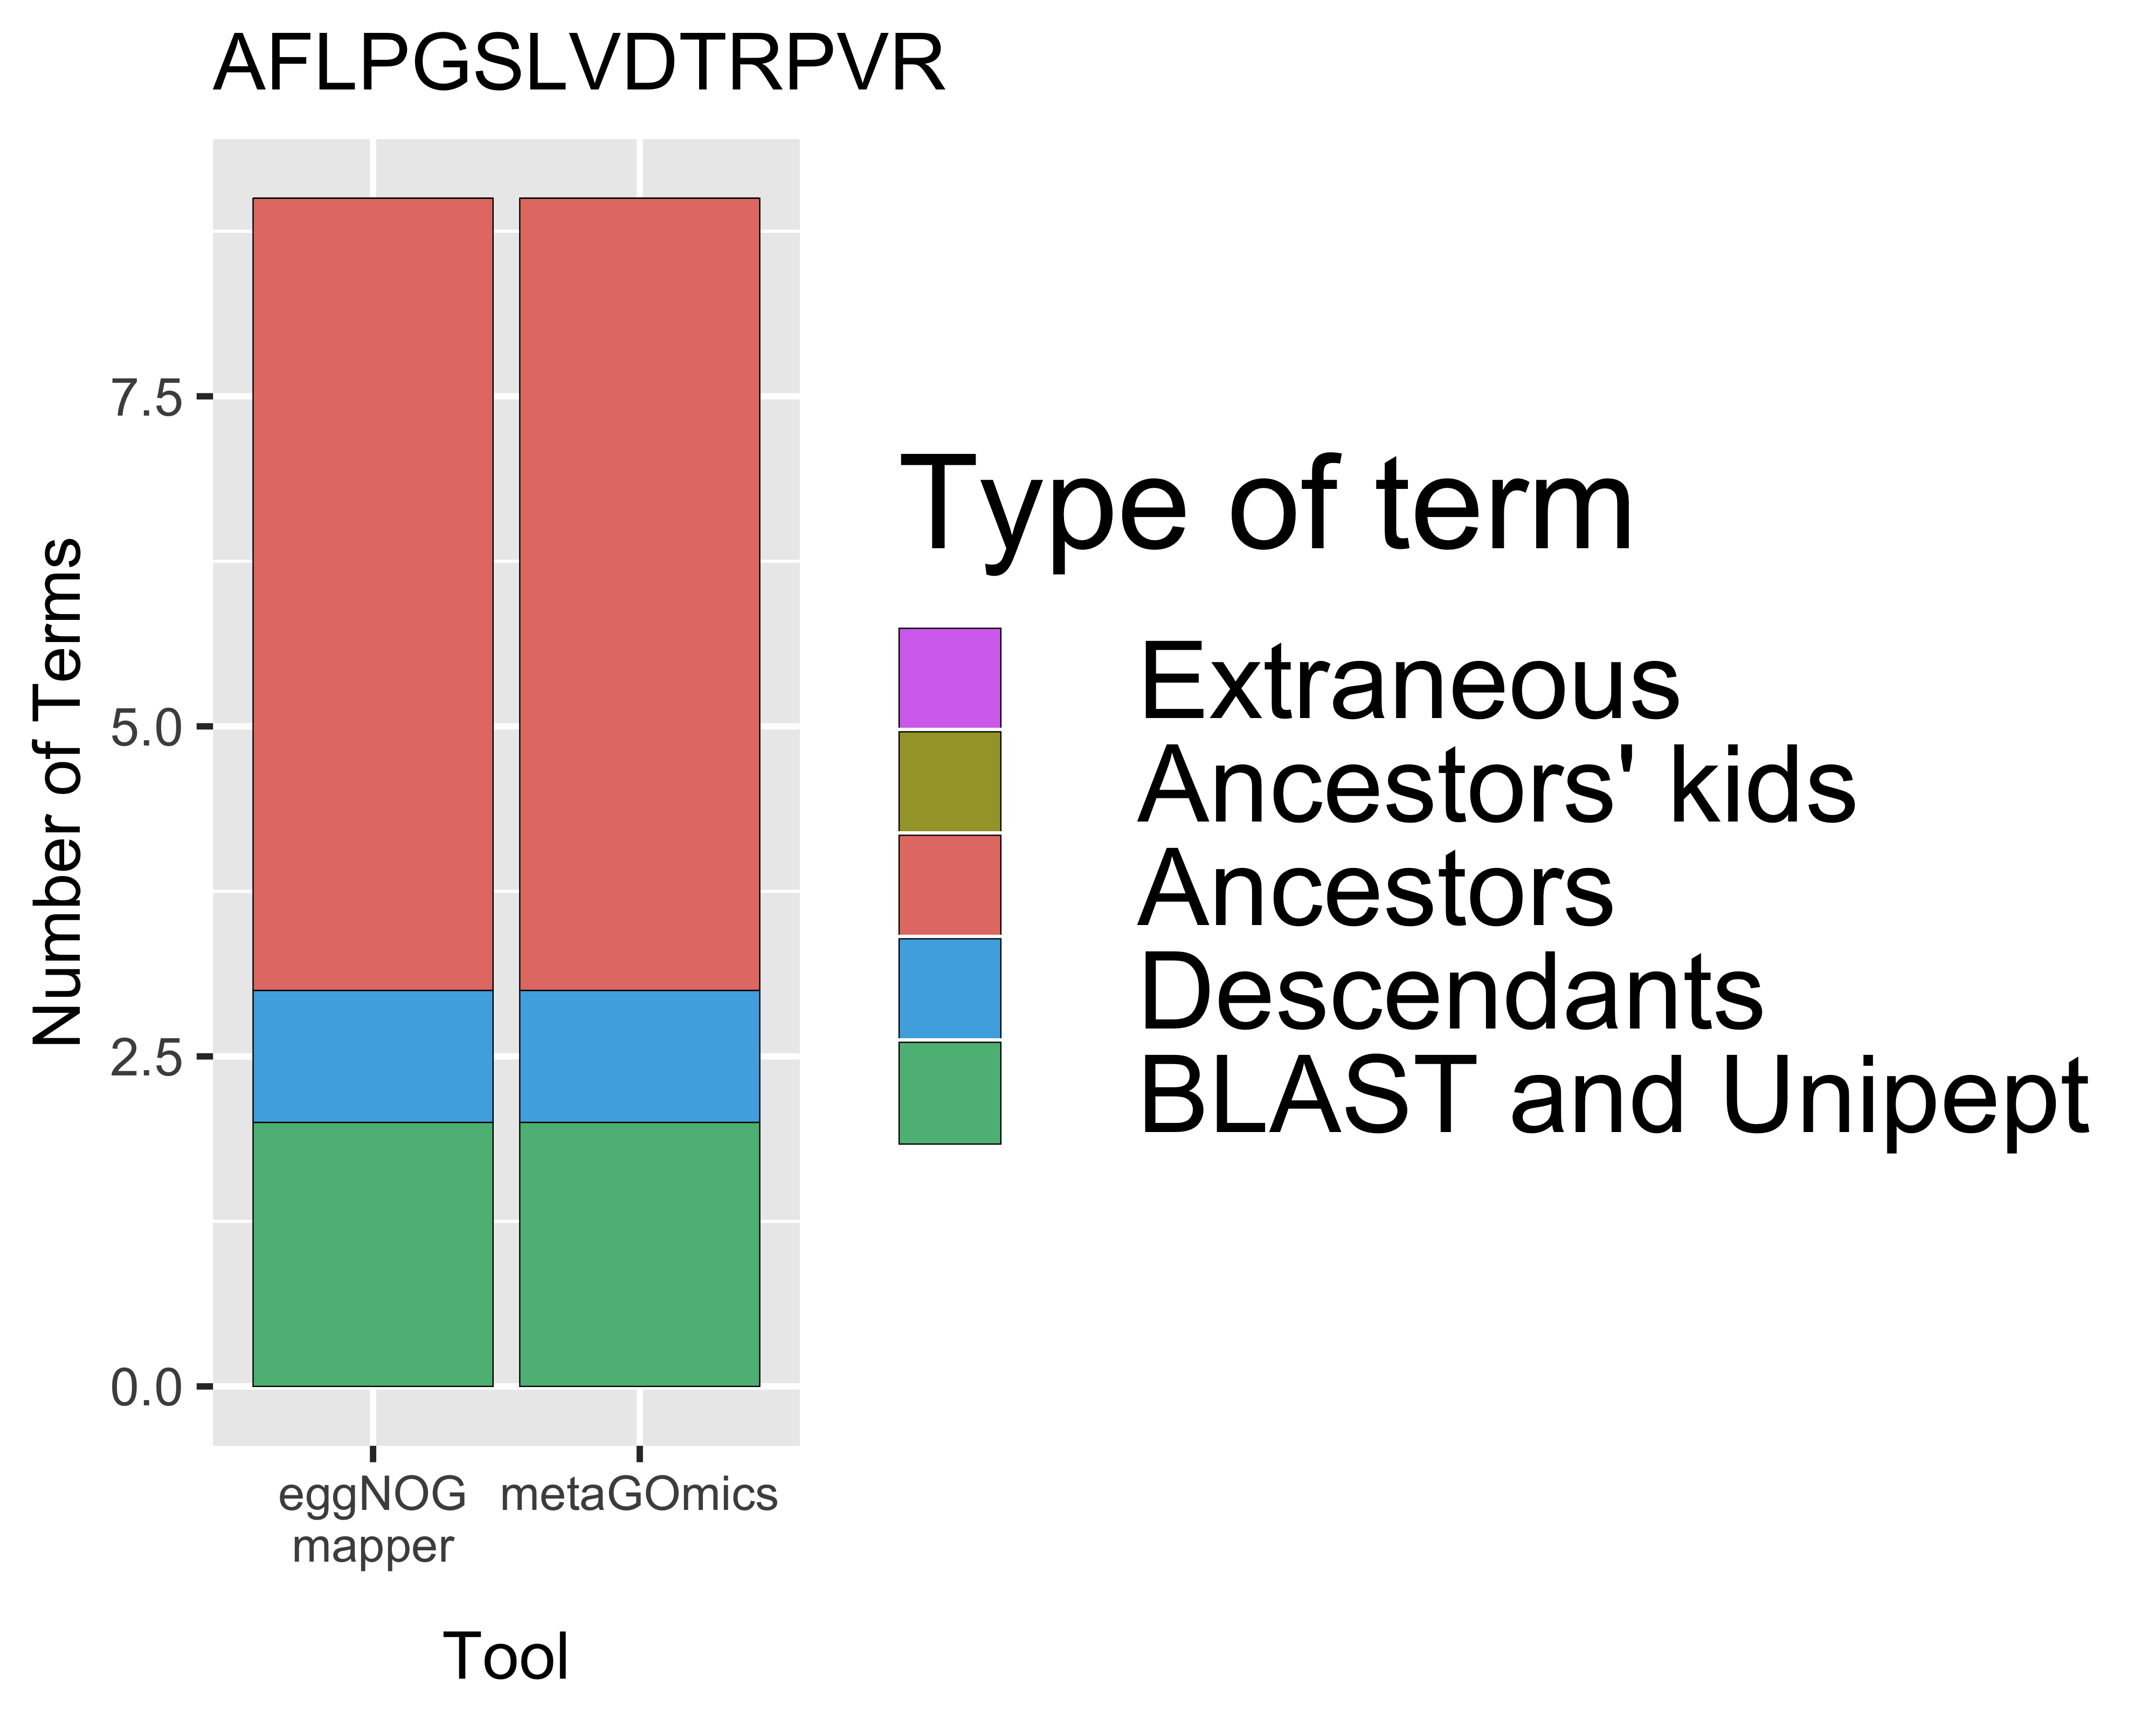 AFLPGSLVDTRPVR
Number of Terms
7.5
5.0
2.5
0.0
eggNOG
mapper
metaGOmics
Tool
Type of term
Extraneous
Ancestors' kids
Ancestors
Descendants
BLAST and Unipept